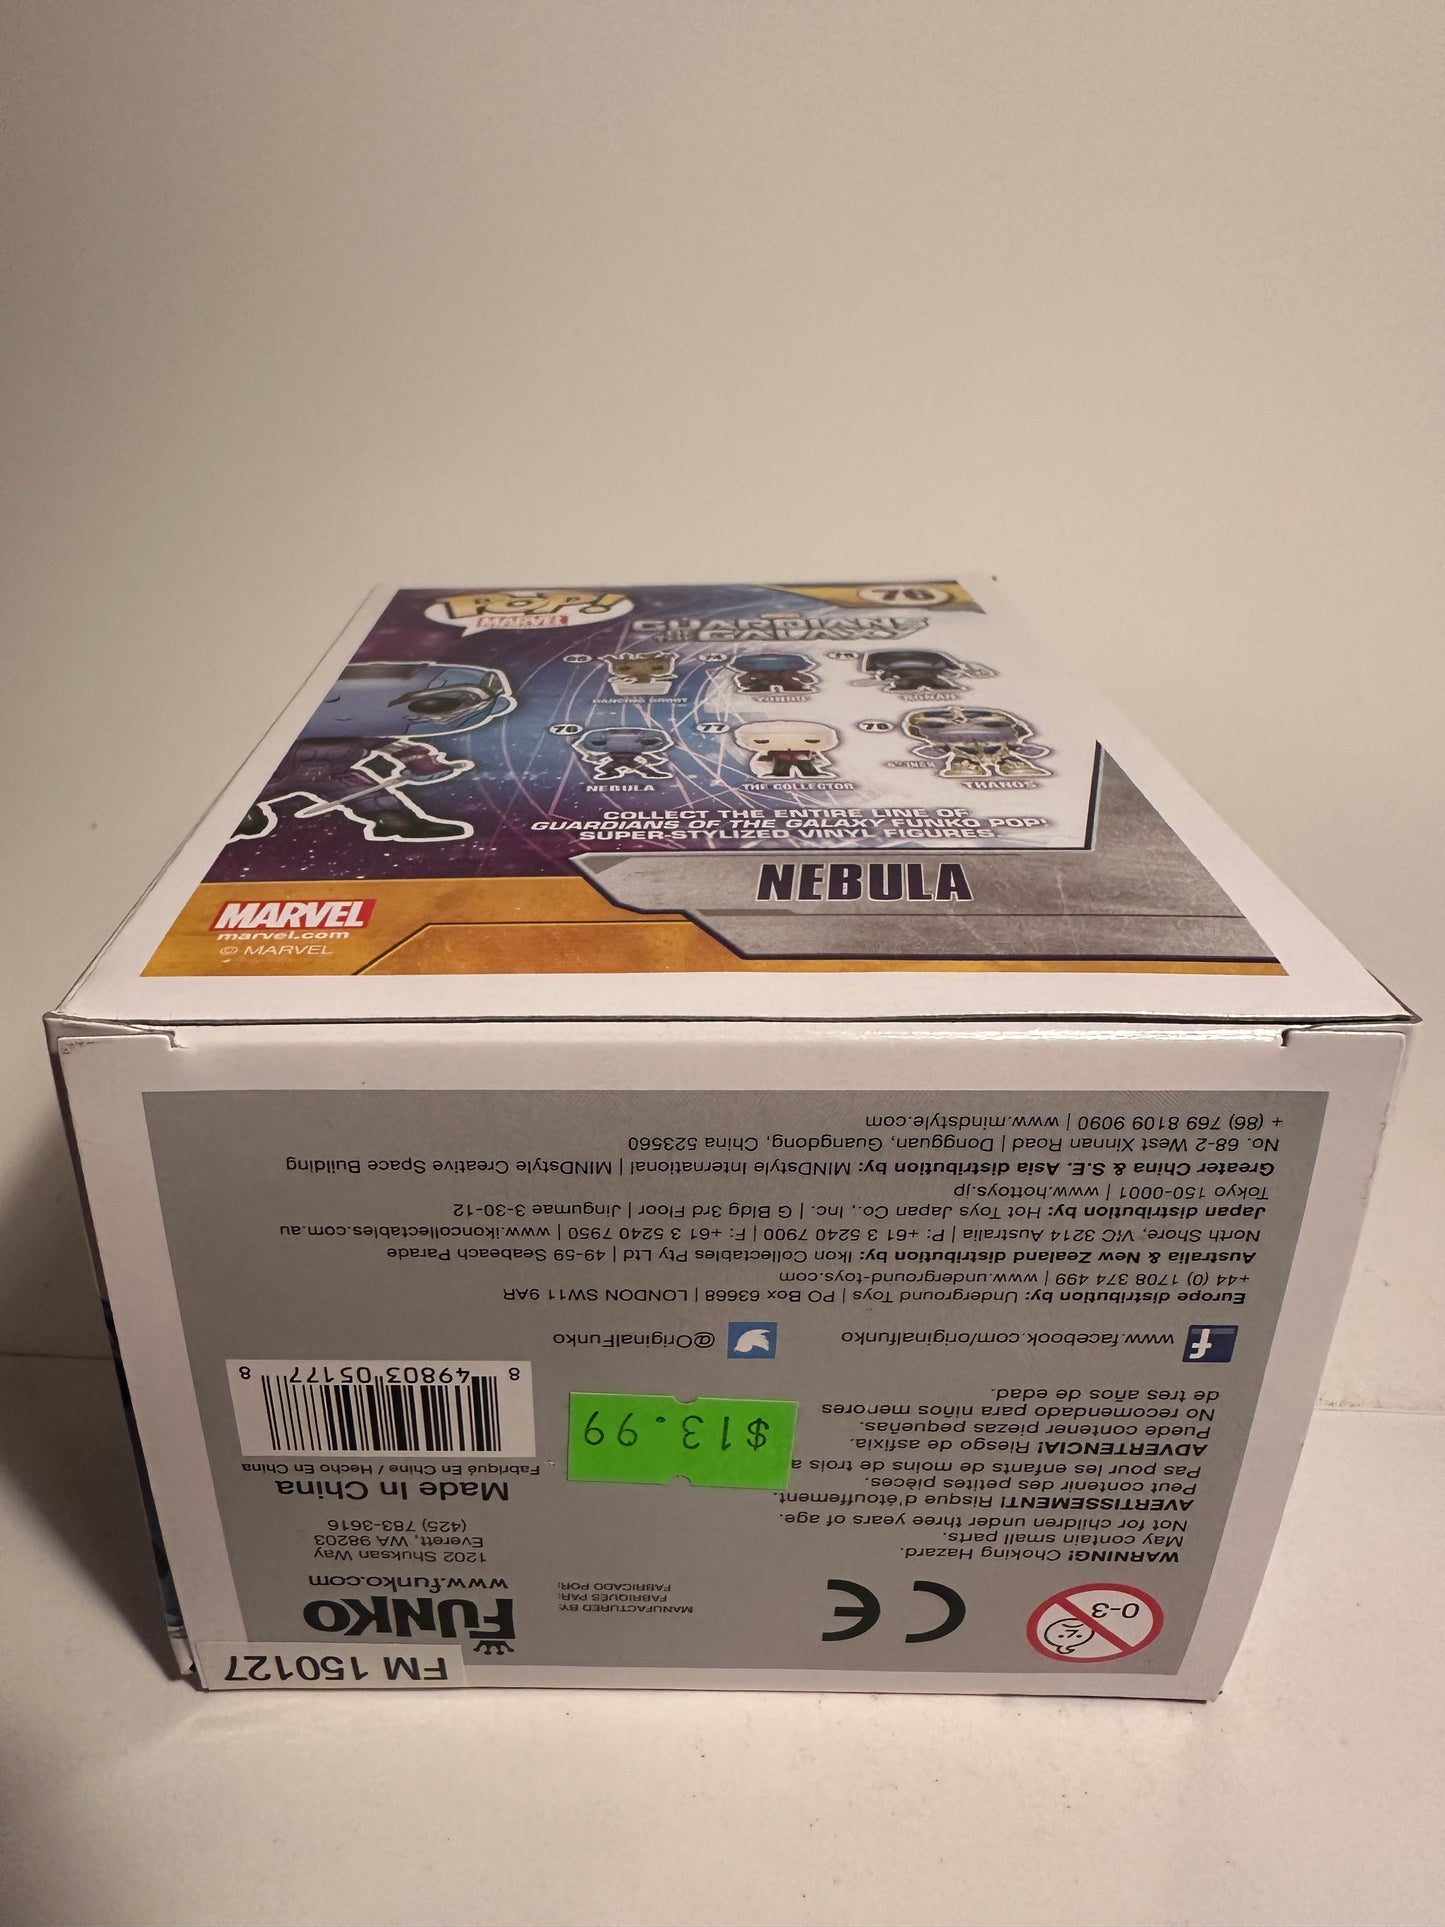 POP!
MARVEL
76
GUARDIANS
OF THE GALAXY
65
74
75
DANCING GROOT
YONDU
76
77
78
NEBULA
THE COLLECTOR
THANOS
COLLECT THE ENTIRE LINE OF
GUARDIANS OF THE GALAXY FUNKO POP!
SUPER-STYLIZED VINYL FIGURES.
NEBULA
MARVEL
marvel.com
© MARVEL
FM 150127
FUNKO
www.funko.com
1202 Shuksan Way
Everett, WA 98203
(425) 783-3616
Made In China
Fabriqué En Chine / Hecho En China
8 49803 05177 8
MANUFACTURED BY:
FABRIQUÉS PAR:
FABRICADO POR:
CE
0-3
WARNING! Choking Hazard.
May contain small parts.
Not for children under three years of age.
AVERTISSEMENT! Risque d'étouffement.
Peut contenir des petites pièces.
Pas pour les enfants de moins de trois a
ADVERTENCIA! Riesgo de asfixia.
Puede contener piezas pequeñas.
No recomendado para niños menores
de tres años de edad.
$13.99
www.facebook.com/originalfunko
@OriginalFunko
Europe distribution by: Underground Toys | PO Box 63668 | LONDON SW11 9AR
+44 (0) 1708 374 499 | www.underground-toys.com
Australia & New Zealand distribution by: Ikon Collectables Pty Ltd | 49-59 Seabeach Parade
North Shore, VIC 3214 Australia | P: +61 3 5240 7900 | F: +61 3 5240 7950 | www.ikoncollectables.com.au
Japan distribution by: Hot Toys Japan Co., Inc. | G Bldg 3rd Floor | Jingumae 3-30-12
Tokyo 150-0001 | www.hottoys.jp
Greater China & S.E. Asia distribution by: MINDstyle International | MINDstyle Creative Space Building
No. 68-2 West Xinnan Road | Dongguan, Guangdong, China 523560
+ (86) 769 8109 9090 | www.mindstyle.com